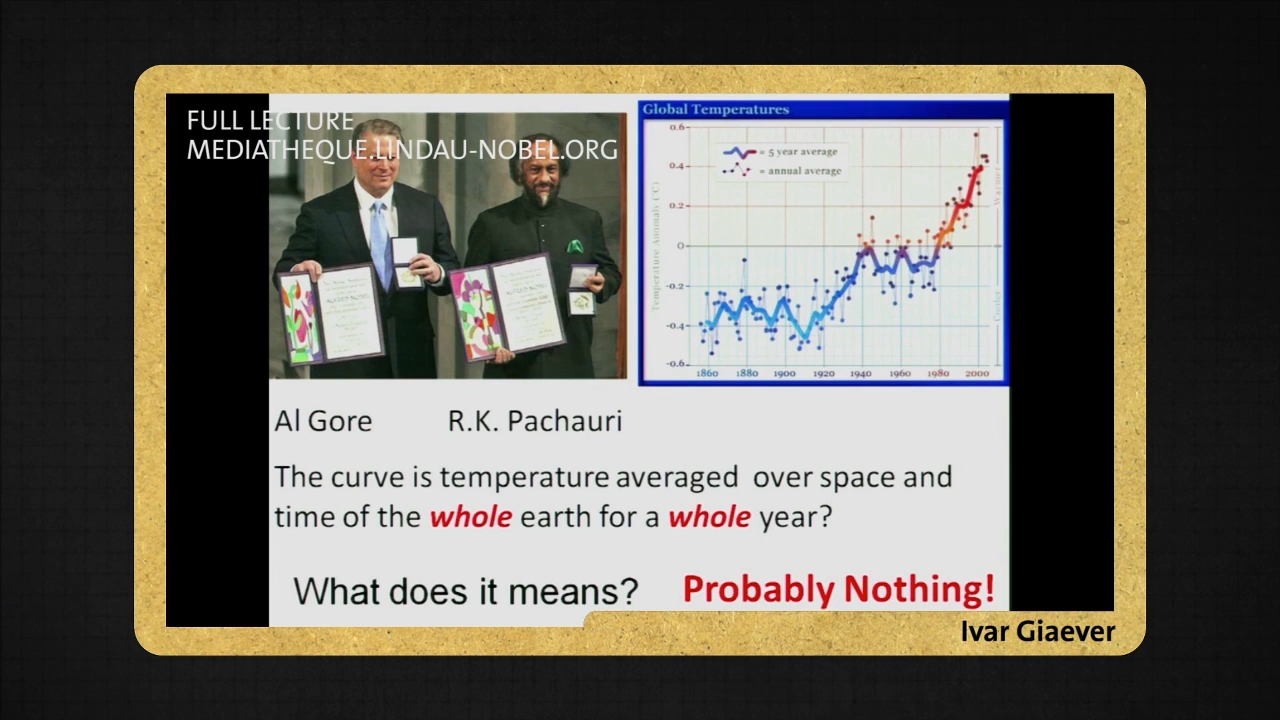 FULL LECTURE
MEDIATHEQUE.LINDAU-NOBEL.ORG
Global Temperatures
= 5 year average
= annual average
Temperature Anomaly (°C)
0.6
0.4
0.2
0
-0.2
-0.4
-0.6
1860 1880 1900 1920 1940 1960 1980 2000
Al Gore R.K. Pachauri
The curve is temperature averaged over space and
time of the whole earth for a whole year?
What does it means? Probably Nothing!
Ivar Giaever